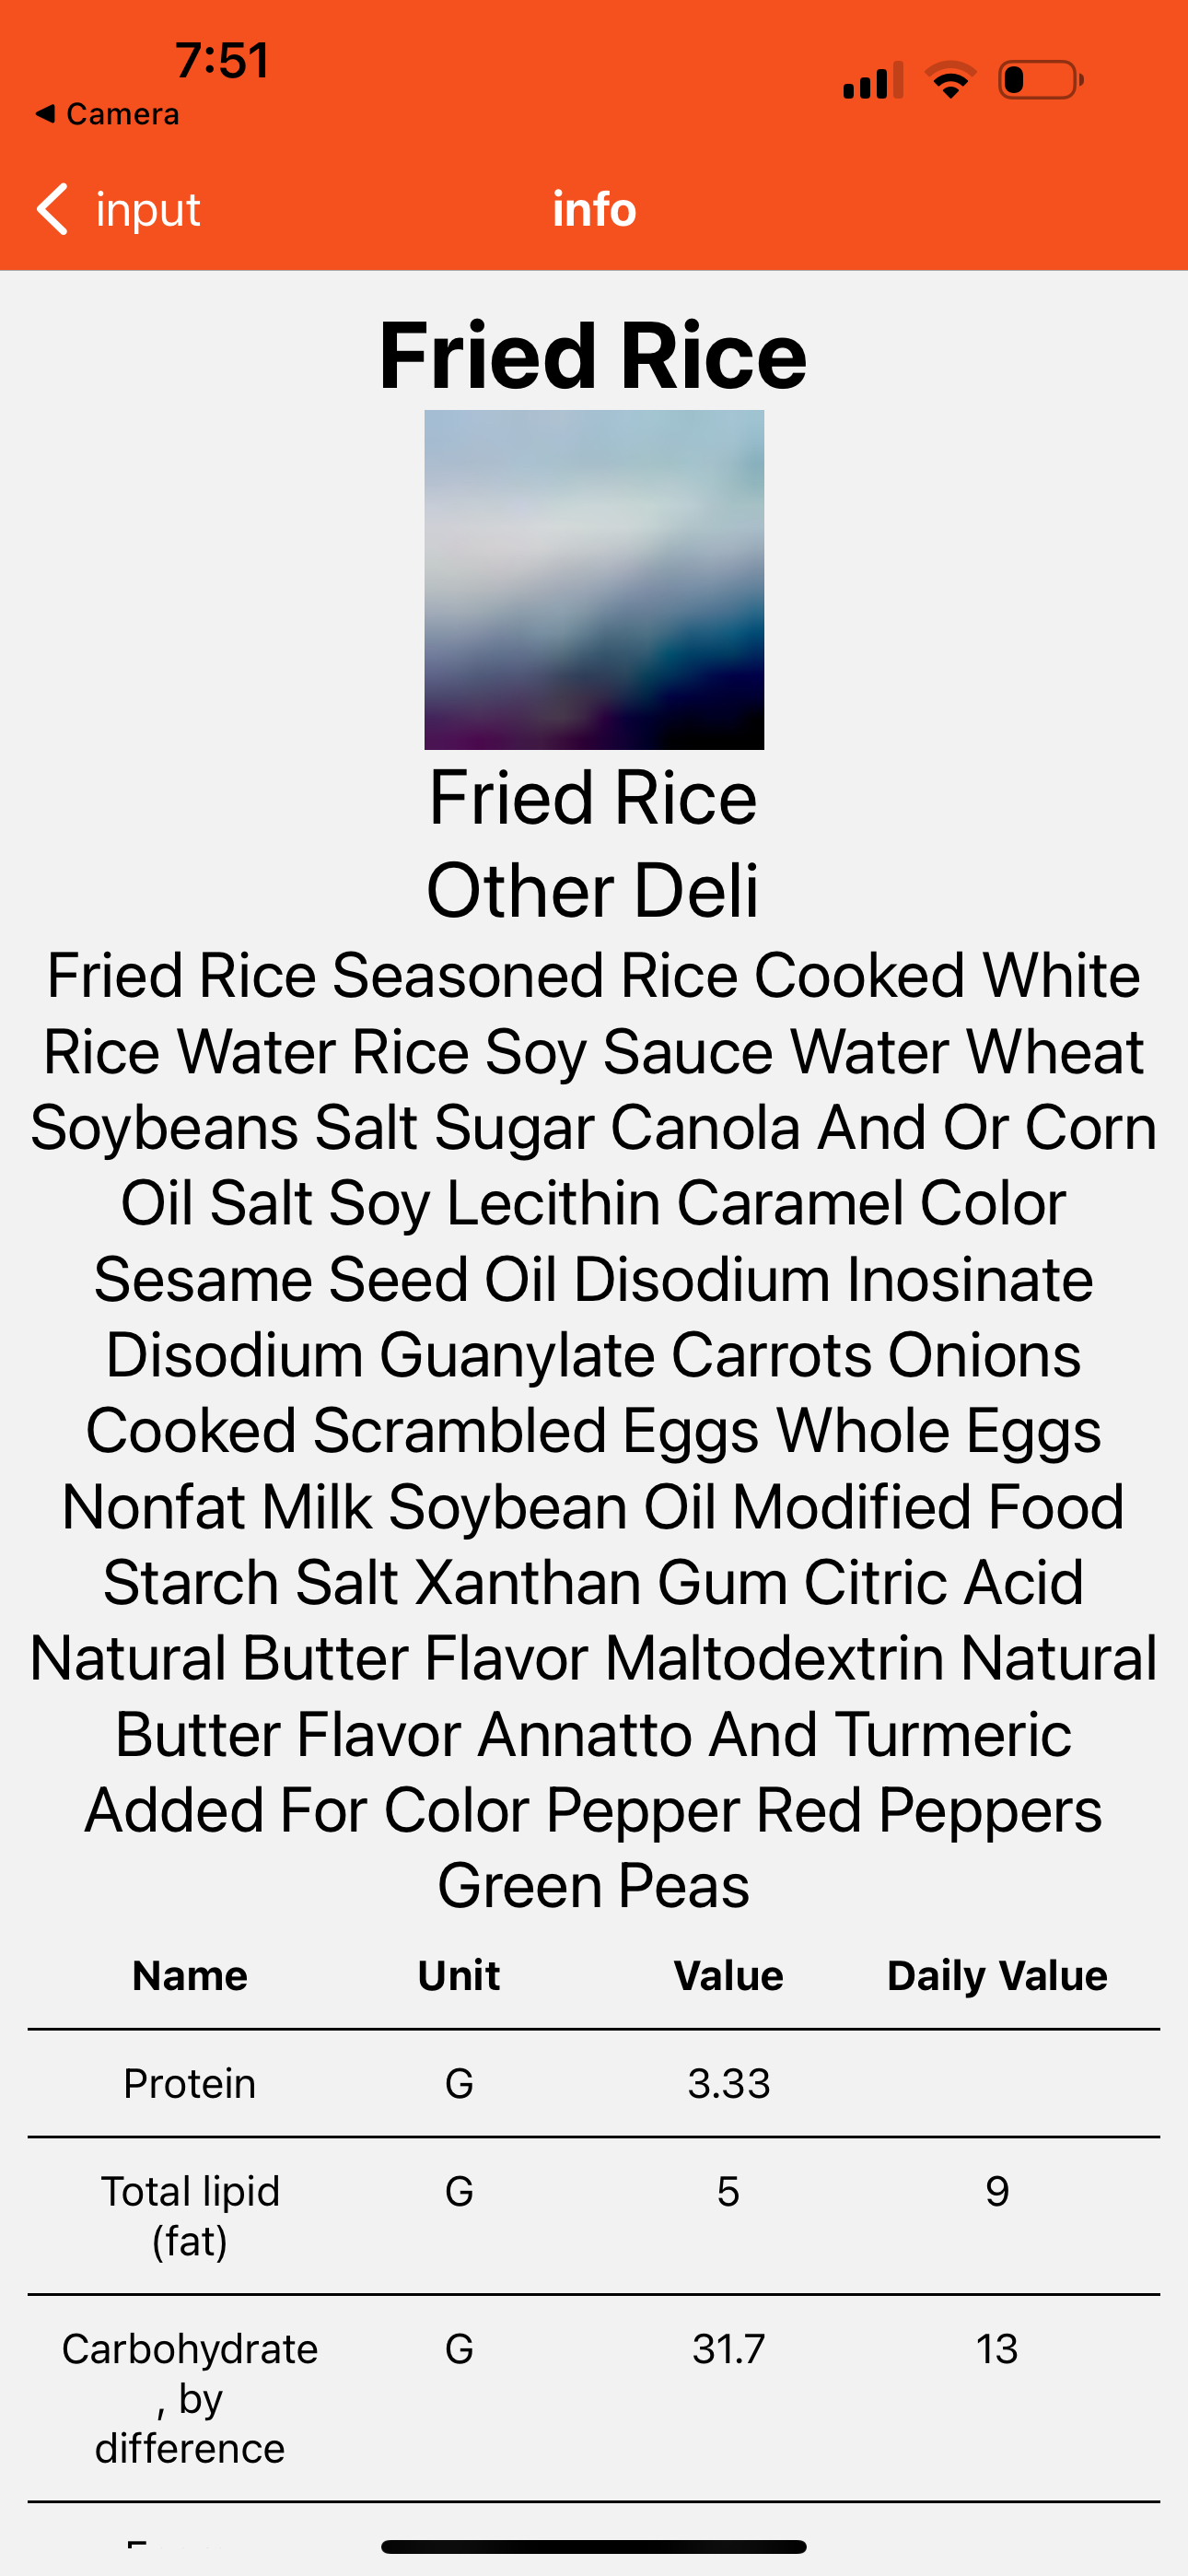 7:51
◀ Camera
input
info
Fried Rice
Fried Rice
Other Deli
Fried Rice Seasoned Rice Cooked White
Rice Water Rice Soy Sauce Water Wheat
Soybeans Salt Sugar Canola And Or Corn
Oil Salt Soy Lecithin Caramel Color
Sesame Seed Oil Disodium Inosinate
Disodium Guanylate Carrots Onions
Cooked Scrambled Eggs Whole Eggs
Nonfat Milk Soybean Oil Modified Food
Starch Salt Xanthan Gum Citric Acid
Natural Butter Flavor Maltodextrin Natural
Butter Flavor Annatto And Turmeric
Added For Color Pepper Red Peppers
Green Peas
Name Unit Value Daily Value
Protein G 3.33
Total lipid G 5 9
(fat)
Carbohydrate G 31.7 13
, by
difference